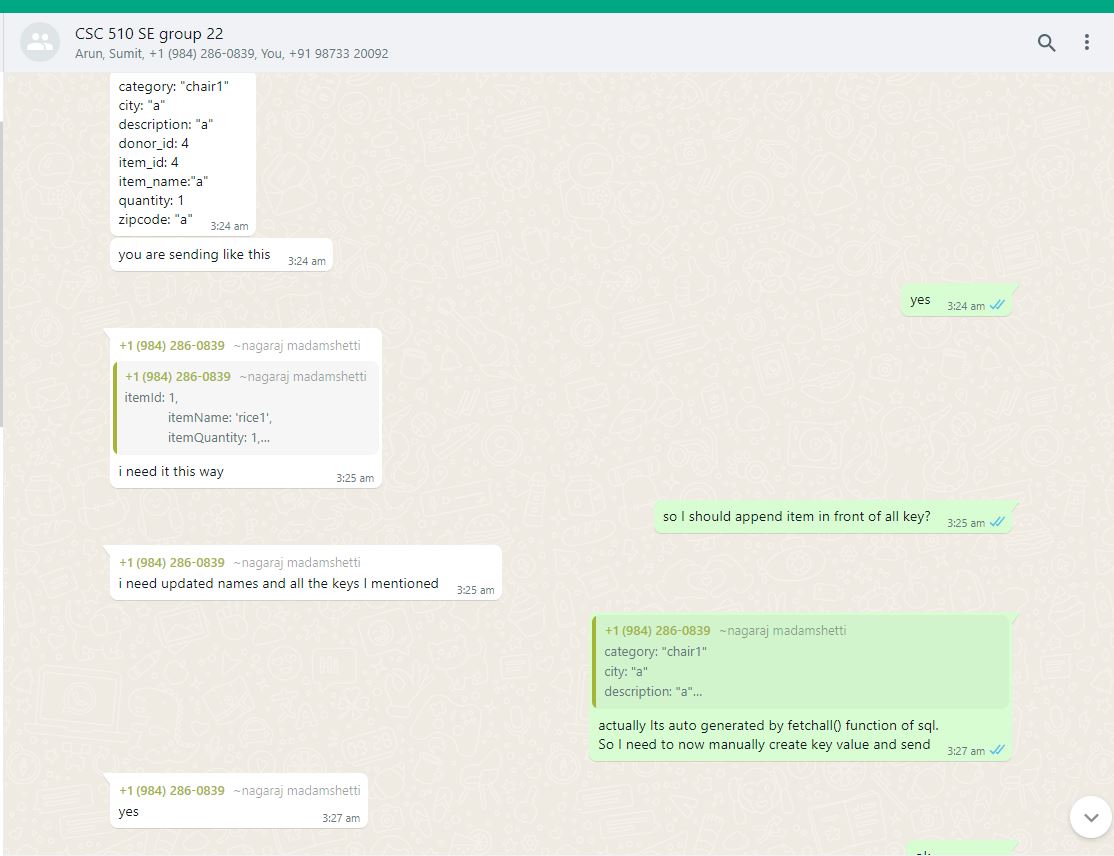 CSC 510 SE group 22
Arun, Sumit, +1 (984) 286-0839, You, +91 98733 20092
category: "chair1"
city: "a"
description: "a"
donor_id: 4
item_id: 4
item_name:"a"
quantity: 1
zipcode: "a"
3:24 am
you are sending like this
3:24 am
yes
3:24 am
+1 (984) 286-0839 ~nagaraj madamshetti
+1 (984) 286-0839 ~nagaraj madamshetti
itemId: 1,
itemName: 'rice1',
itemQuantity: 1,...
i need it this way
3:25 am
so I should append item in front of all key?
3:25 am
+1 (984) 286-0839 ~nagaraj madamshetti
i need updated names and all the keys I mentioned
3:25 am
+1 (984) 286-0839 ~nagaraj madamshetti
category: "chair1"
city: "a"
description: "a"...
actually Its auto generated by fetchall() function of sql.
So I need to now manually create key value and send
3:27 am
+1 (984) 286-0839 ~nagaraj madamshetti
yes
3:27 am